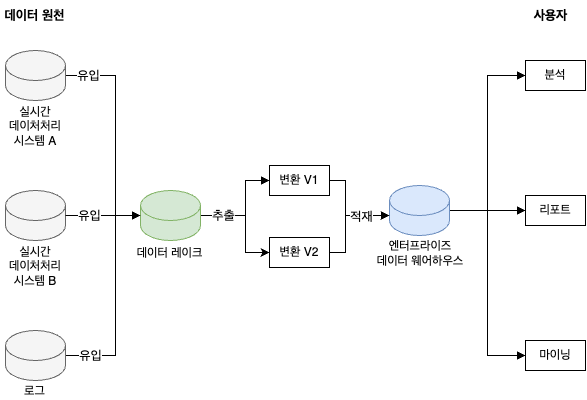 데이터 원천
사용자
유입
실시간
데이처처리
시스템 A
분석
유입
실시간
데이처처리
시스템 B
데이터 레이크
추출
변환 V1
변환 V2
적재
엔터프라이즈
데이터 웨어하우스
리포트
유입
로그
마이닝